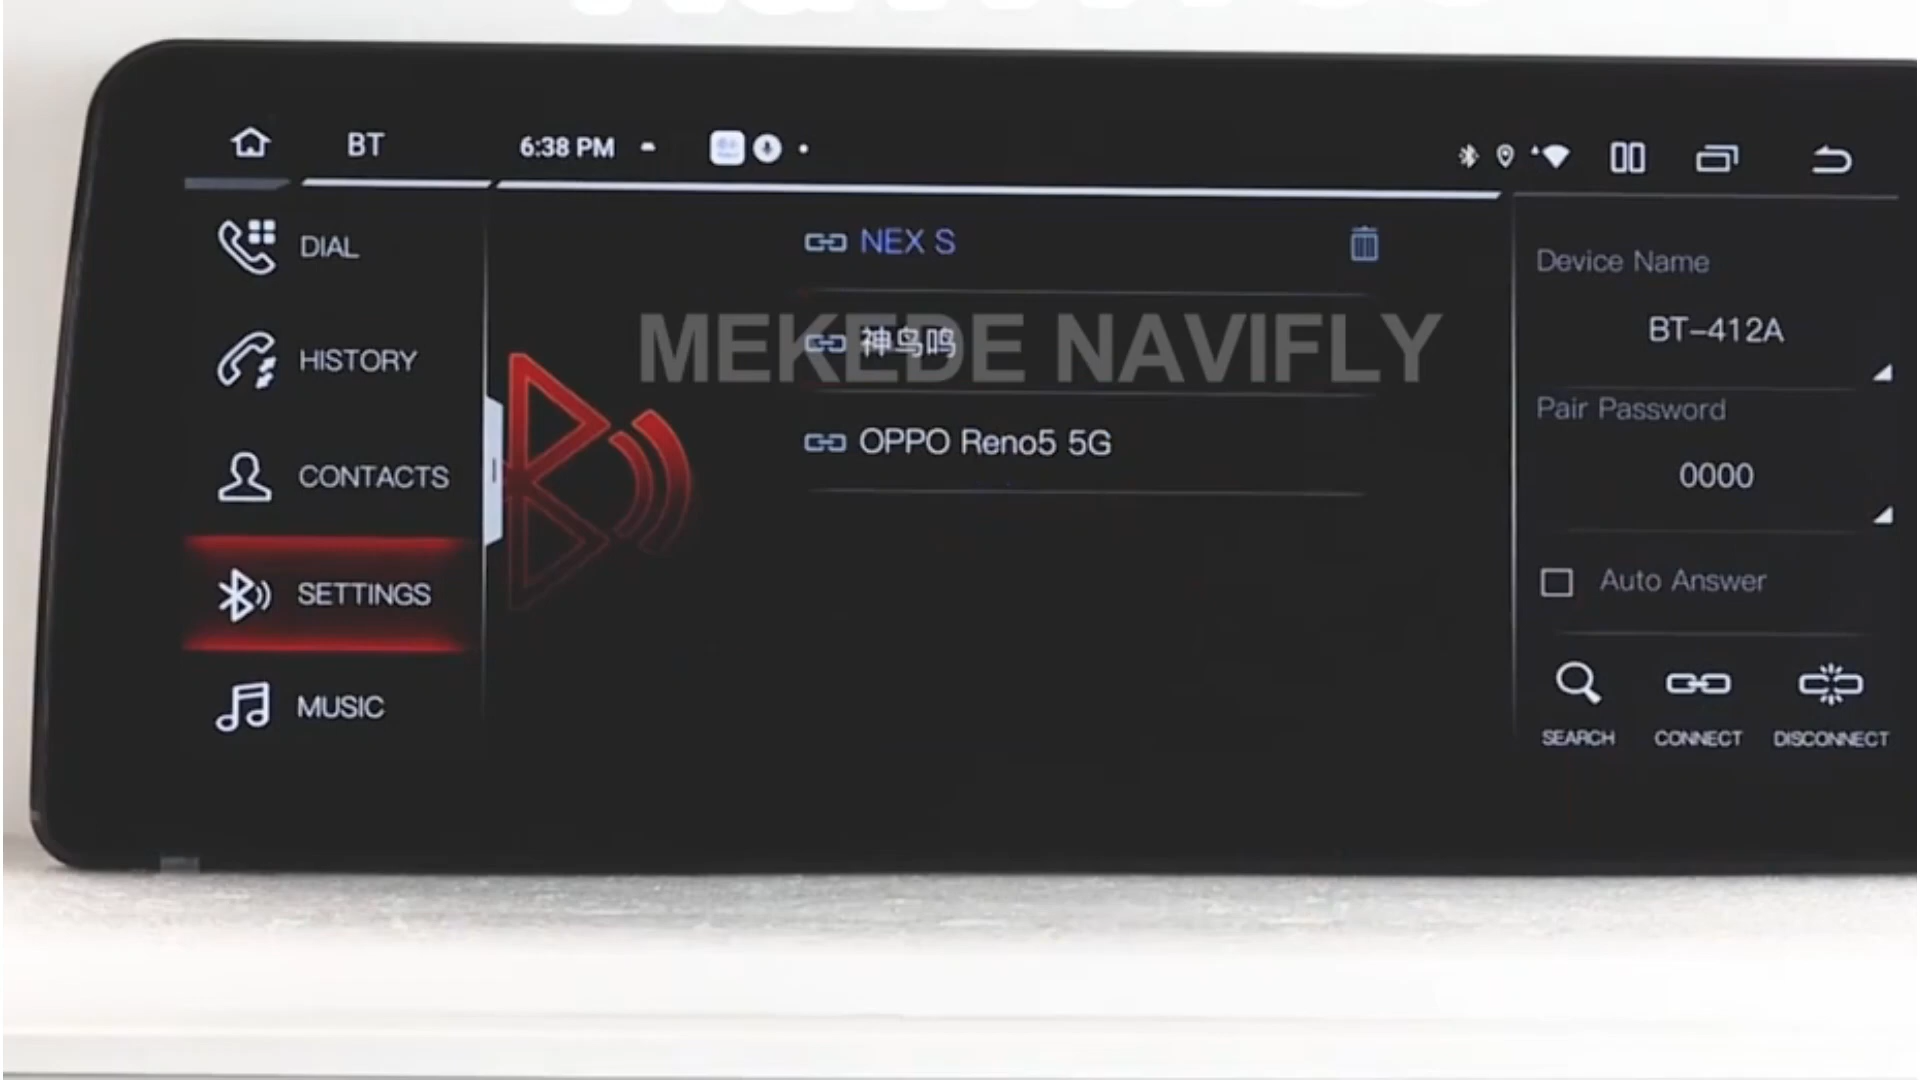 BT
6:38 PM
DIAL
HISTORY
CONTACTS
SETTINGS
MUSIC
NEX S
神鸟鸣
OPPO Reno5 5G
MEKEDE NAVIFLY
Device Name
BT-412A
Pair Password
0000
Auto Answer
SEARCH
CONNECT
DISCONNECT